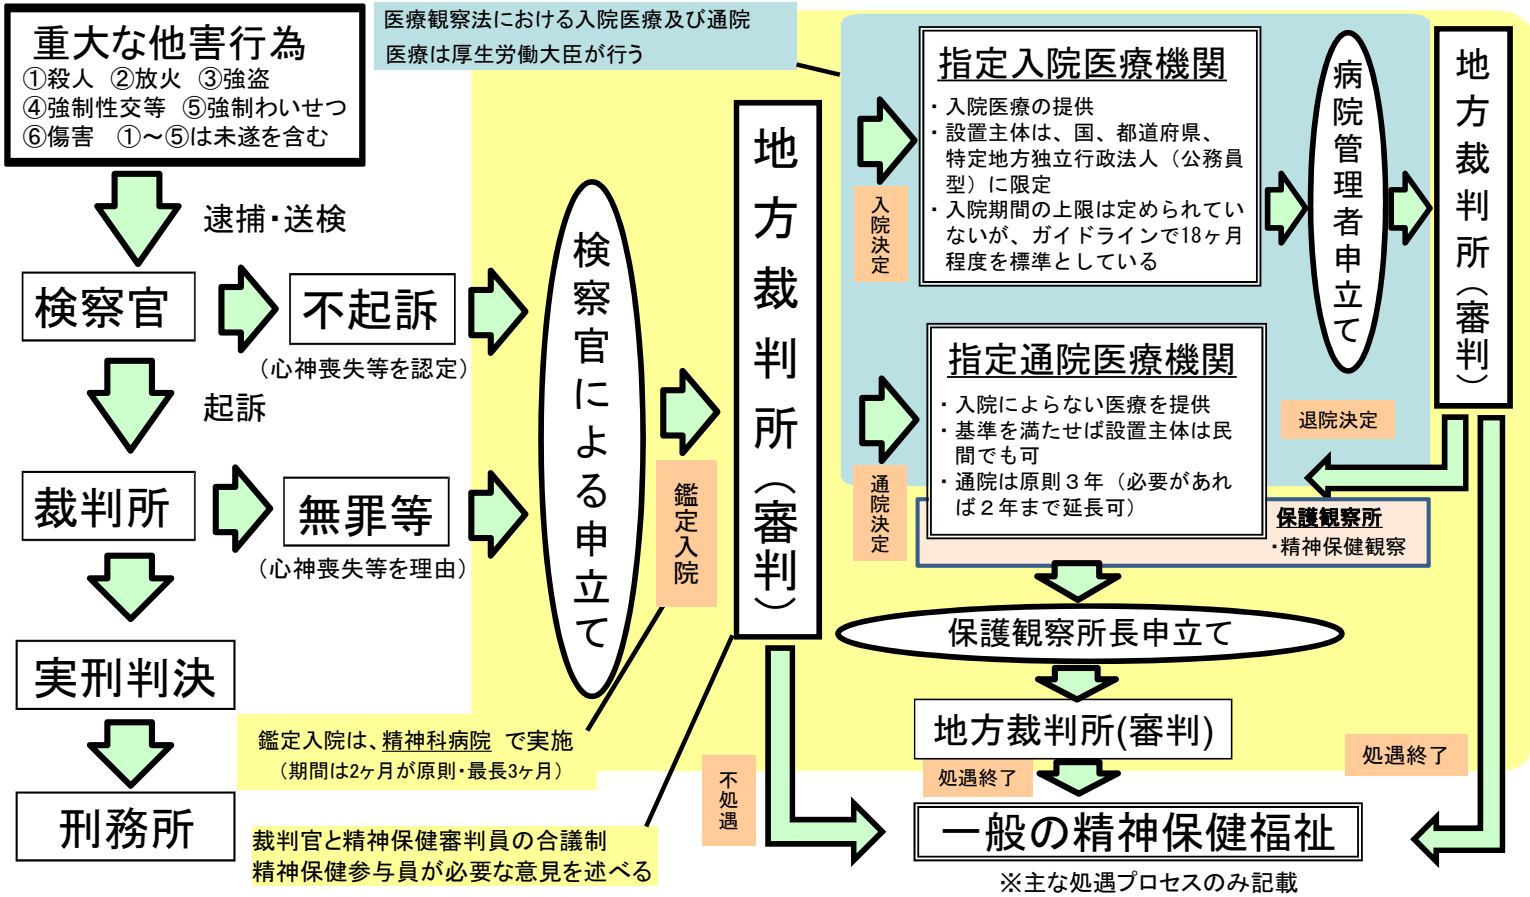 重大な他害行為
①殺人 ②放火 ③強盗
④強制性交等 ⑤強制わいせつ
⑥傷害 ①～⑤は未遂を含む
逮捕・送検
検察官
不起訴
(心神喪失等を認定)
起訴
裁判所
無罪等
(心神喪失等を理由)
実刑判決
刑務所
検察官による申立て
鑑定入院
鑑定入院は、精神科病院 で実施
(期間は2ヶ月が原則・最長3ヶ月)
地方裁判所(審判)
裁判官と精神保健審判員の合議制
精神保健参与員が必要な意見を述べる
医療観察法における入院医療及び通院
医療は厚生労働大臣が行う
入院決定
指定入院医療機関
・入院医療の提供
・設置主体は、国、都道府県、
特定地方独立行政法人（公務員
型）に限定
・入院期間の上限は定められてい
ないが、ガイドラインで18ヶ月
程度を標準としている
病院管理者申立て
地方裁判所(審判)
通院決定
指定通院医療機関
・入院によらない医療を提供
・基準を満たせば設置主体は民
間でも可
・通院は原則３年（必要があれ
ば２年まで延長可）
退院決定
保護観察所
・精神保健観察
保護観察所長申立て
地方裁判所(審判)
処遇終了
処遇終了
不処遇
一般の精神保健福祉
※主な処遇プロセスのみ記載